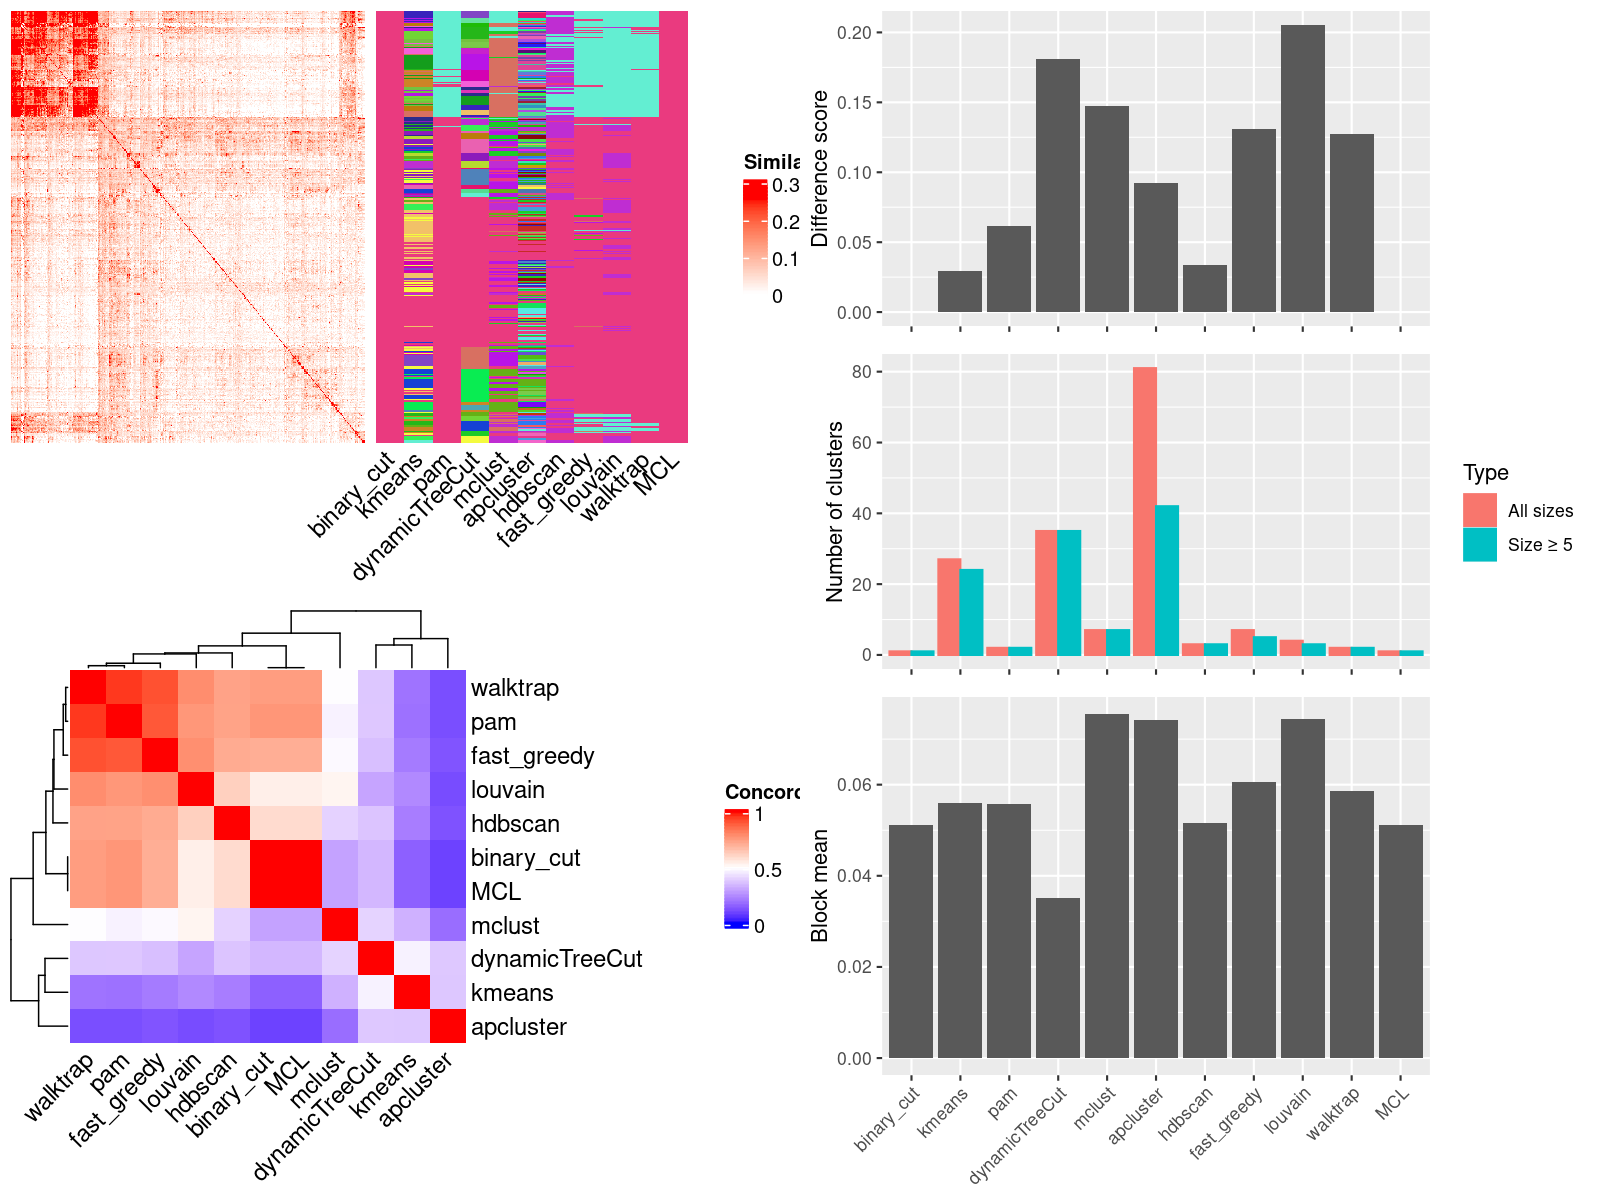 Simila
0.3
0.2
0.1
0
binary_cut
kmeans
pam
dynamicTreeCut
mclust
apcluster
hdbscan
fast_greedy
louvain
walktrap
MCL
walktrap
pam
fast_greedy
louvain
hdbscan
binary_cut
MCL
mclust
dynamicTreeCut
kmeans
apcluster
Concord
1
0.5
0
walktrap
pam
fast_greedy
louvain
hdbscan
binary_cut
MCL
mclust
dynamicTreeCut
kmeans
apcluster
Difference score
0.20
0.15
0.10
0.05
0.00
Number of clusters
80
60
40
20
0
Type
All sizes
Size ≥ 5
Block mean
0.06
0.04
0.02
0.00
binary_cut
kmeans
pam
dynamicTreeCut
mclust
apcluster
hdbscan
fast_greedy
louvain
walktrap
MCL